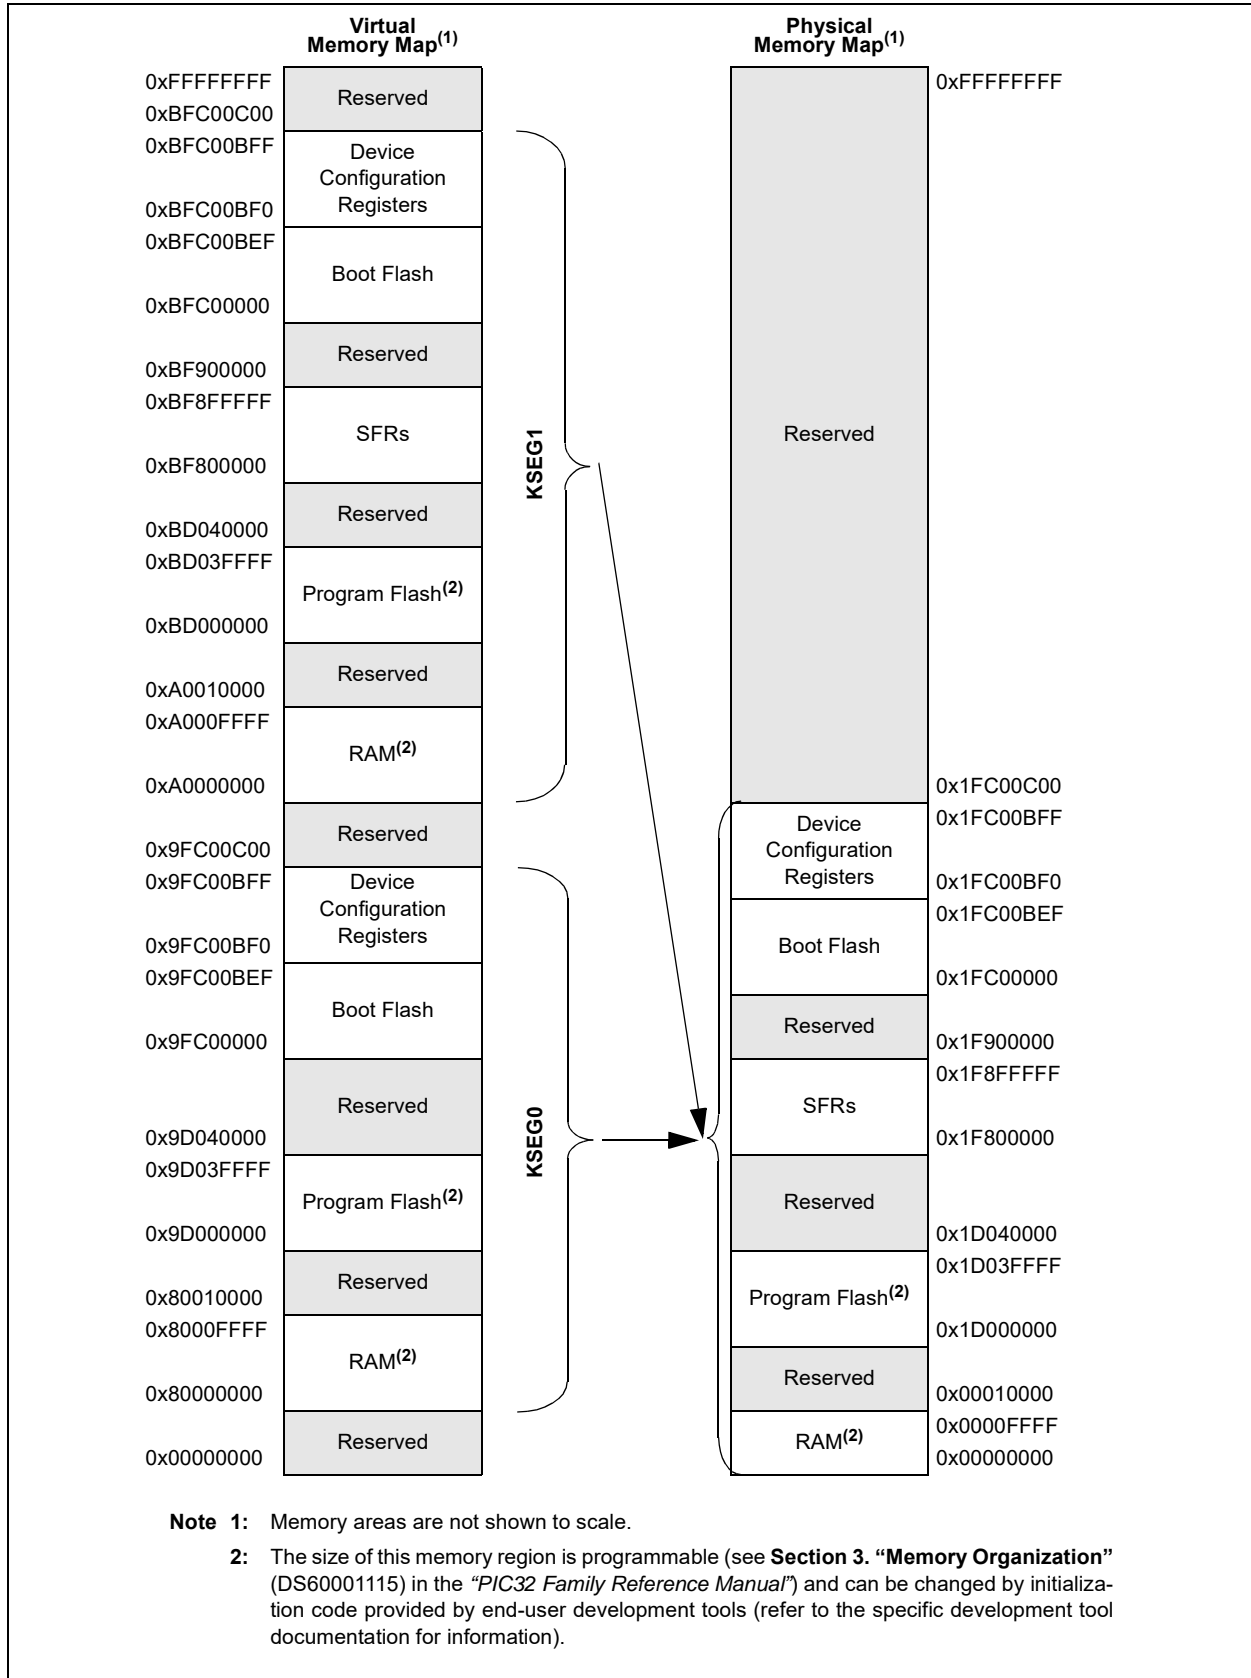 Virtual
Memory Map(1)
Physical
Memory Map(1)
0xFFFFFFFF
Reserved
0xBFC00C00
0xBFC00BFF
Device
Configuration
Registers
0xBFC00BF0
0xBFC00BEF
Boot Flash
0xBFC00000
Reserved
0xBF900000
0xBF8FFFFF
SFRs
0xBF800000
Reserved
0xBD040000
0xBD03FFFF
Program Flash(2)
0xBD000000
Reserved
0xA0010000
0xA000FFFF
RAM(2)
0xA0000000
Reserved
0x9FC00C00
0x9FC00BFF
Device
Configuration
Registers
0x9FC00BF0
0x9FC00BEF
Boot Flash
0x9FC00000
Reserved
0x9D040000
0x9D03FFFF
Program Flash(2)
0x9D000000
Reserved
0x80010000
0x8000FFFF
RAM(2)
0x80000000
Reserved
0x00000000
KSEG1
KSEG0
0xFFFFFFFF
Reserved
0x1FC00C00
0x1FC00BFF
Device
Configuration
Registers
0x1FC00BF0
0x1FC00BEF
Boot Flash
0x1FC00000
Reserved
0x1F900000
0x1F8FFFFF
SFRs
0x1F800000
Reserved
0x1D040000
0x1D03FFFF
Program Flash(2)
0x1D000000
Reserved
0x00010000
0x0000FFFF
RAM(2)
0x00000000
Note 1: Memory areas are not shown to scale.
2: The size of this memory region is programmable (see Section 3. “Memory Organization”
(DS60001115) in the “PIC32 Family Reference Manual”) and can be changed by initializa-
tion code provided by end-user development tools (refer to the specific development tool
documentation for information).